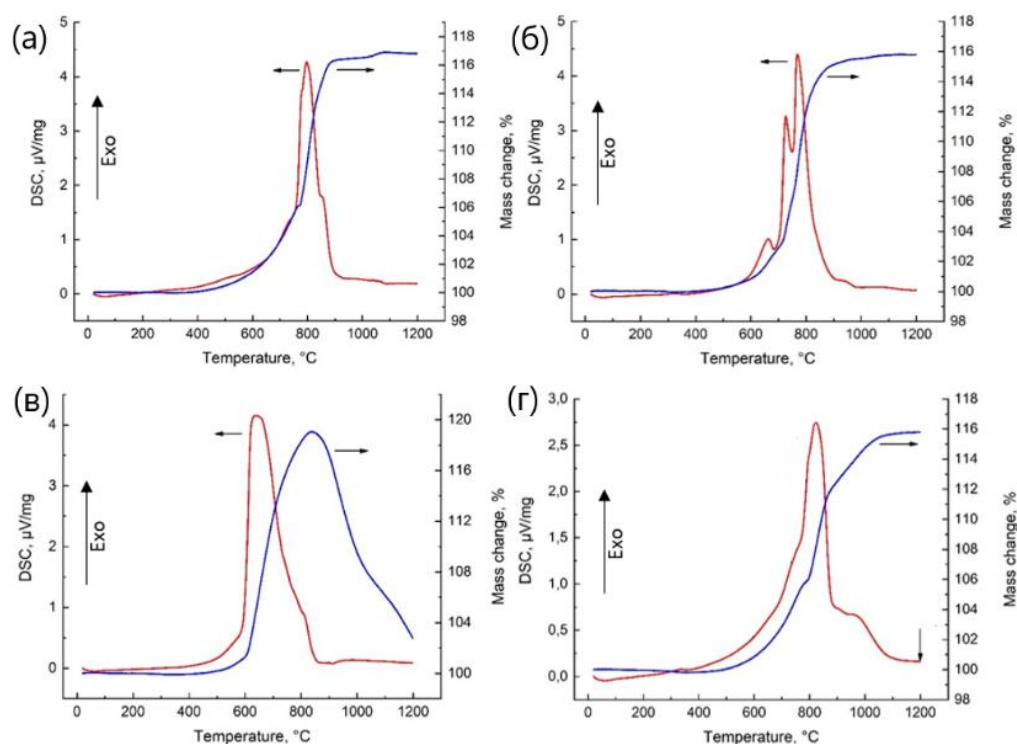 (а)
5
4
3
2
1
0
DSC, µV/mg
Exo
118
116
114
112
110
108
106
104
102
100
98
Mass change, %
0 200 400 600 800 1000 1200
Temperature, °C
(б)
5
4
3
2
1
0
DSC, µV/mg
Exo
118
116
114
112
110
108
106
104
102
100
98
Mass change, %
0 200 400 600 800 1000 1200
Temperature, °C
(в)
4
3
2
1
0
DSC, µV/mg
Exo
120
116
112
108
104
100
Mass change, %
0 200 400 600 800 1000 1200
Temperature, °C
(г)
3,0
2,5
2,0
1,5
1,0
0,5
0,0
DSC, µV/mg
Exo
118
116
114
112
110
108
106
104
102
100
98
Mass change, %
0 200 400 600 800 1000 1200
Temperature, °C